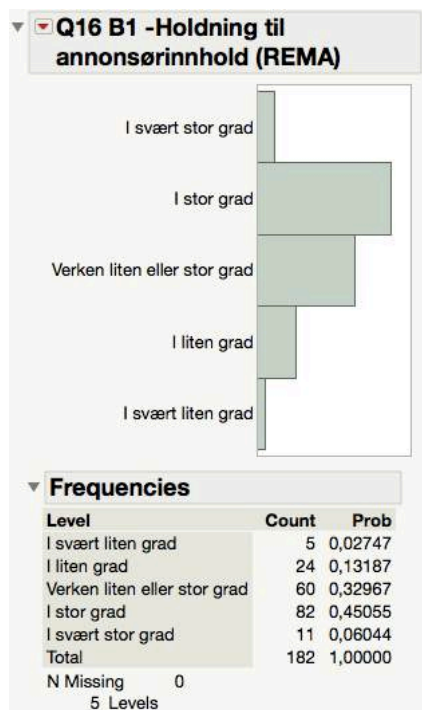 Q16 B1 -Holdning til
annonsørinnhold (REMA)
I svært stor grad
I stor grad
Verken liten eller stor grad
I liten grad
I svært liten grad
Frequencies
Level Count Prob
I svært liten grad 5 0,02747
I liten grad 24 0,13187
Verken liten eller stor grad 60 0,32967
I stor grad 82 0,45055
I svært stor grad 11 0,06044
Total 182 1,00000
N Missing 0
5 Levels